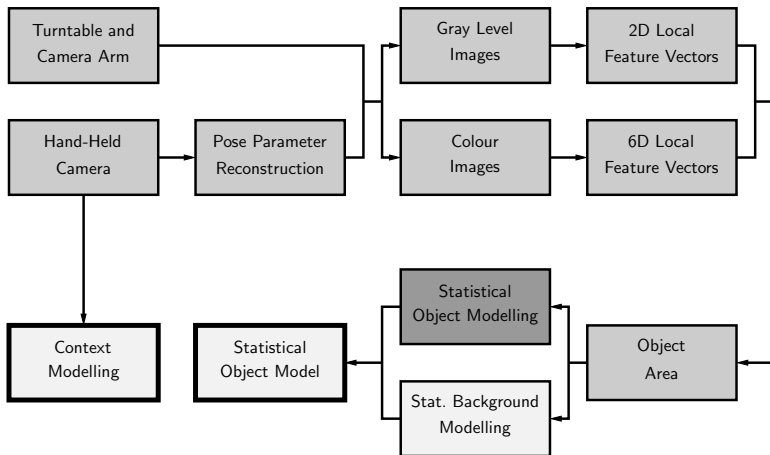 Turntable and
Camera Arm
Gray Level
Images
2D Local
Feature Vectors
Hand-Held
Camera
Pose Parameter
Reconstruction
Colour
Images
6D Local
Feature Vectors
Statistical
Object Modelling
Context
Modelling
Statistical
Object Model
Object
Area
Stat. Background
Modelling